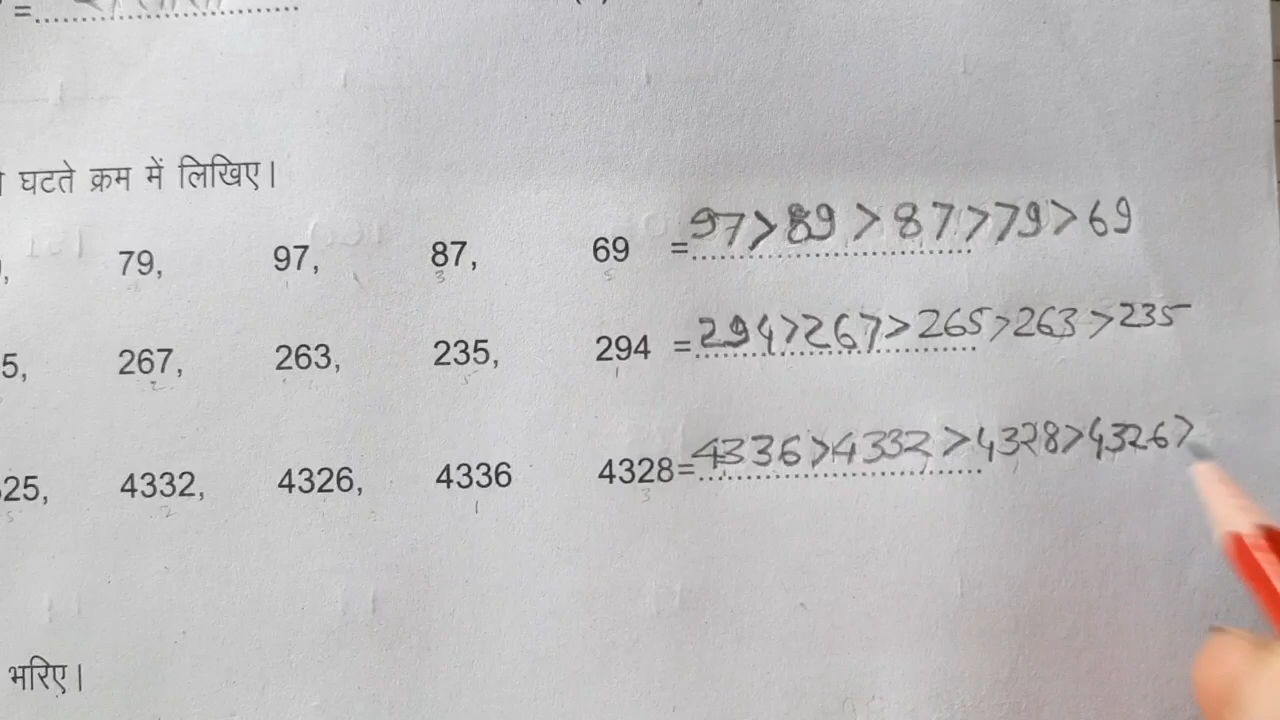 =
घटते क्रम में लिखिए।
79, 97, 87, 69 = 97>89>87>79>69
5, 267, 263, 235, 294 = 294>267>265>263>235
25, 4332, 4326, 4336 4328= 4336>4332>4328>4326>
भरिए।